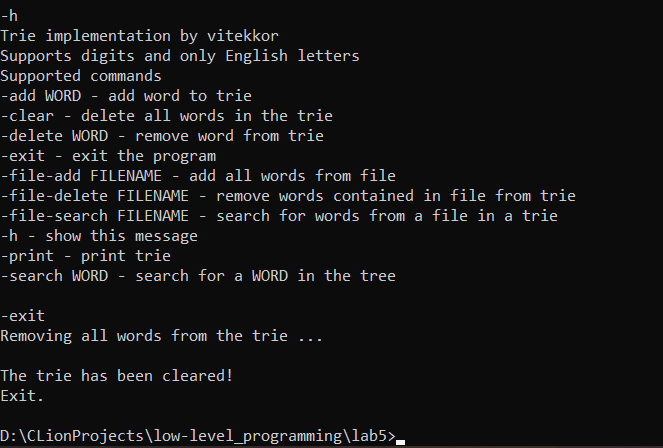 -h
Trie implementation by vitekkor
Supports digits and only English letters
Supported commands
-add WORD - add word to trie
-clear - delete all words in the trie
-delete WORD - remove word from trie
-exit - exit the program
-file-add FILENAME - add all words from file
-file-delete FILENAME - remove words contained in file from trie
-file-search FILENAME - search for words from a file in a trie
-h - show this message
-print - print trie
-search WORD - search for a WORD in the tree
-exit
Removing all words from the trie ...
The trie has been cleared!
Exit.
D:\CLionProjects\low-level_programming\lab5>